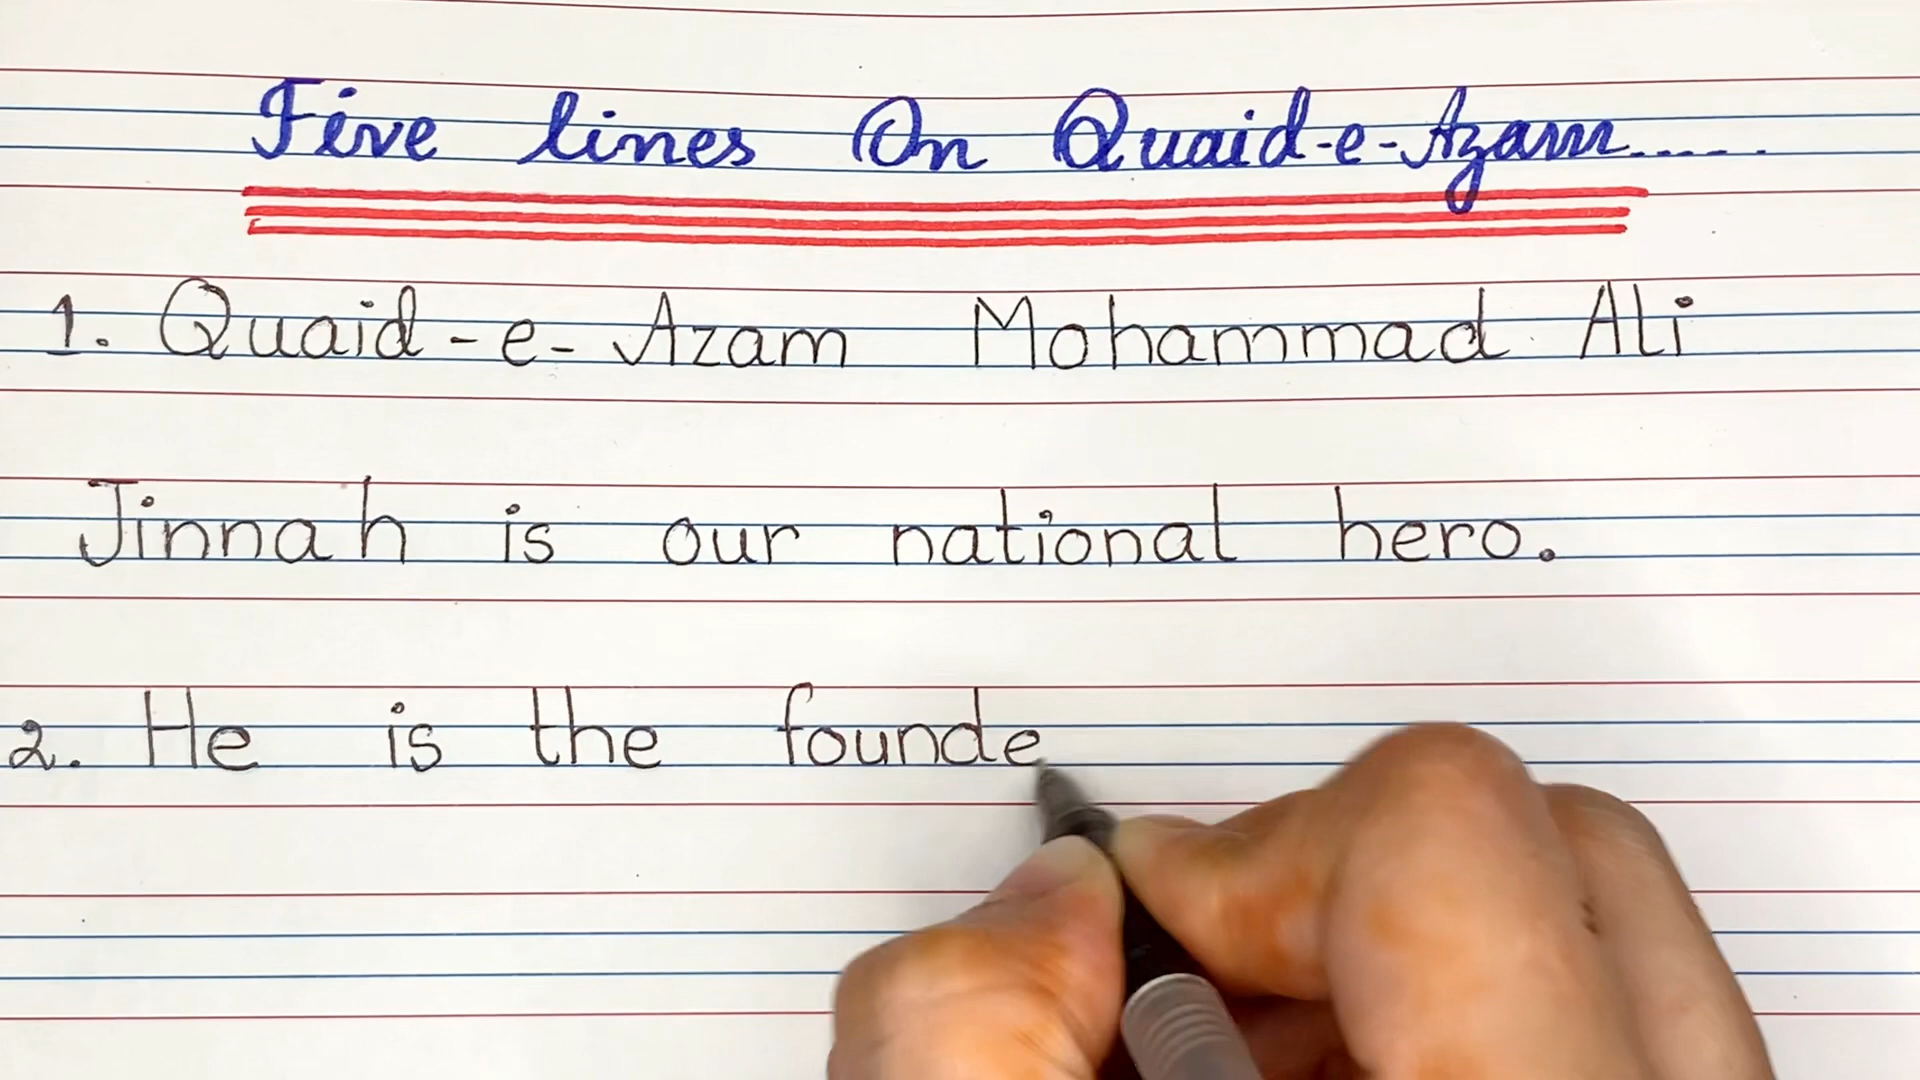 Five lines On Quaid-e-Azam.....
1. Quaid-e-Azam Mohammad Ali
Jinnah is our national hero.
2. He is the founde